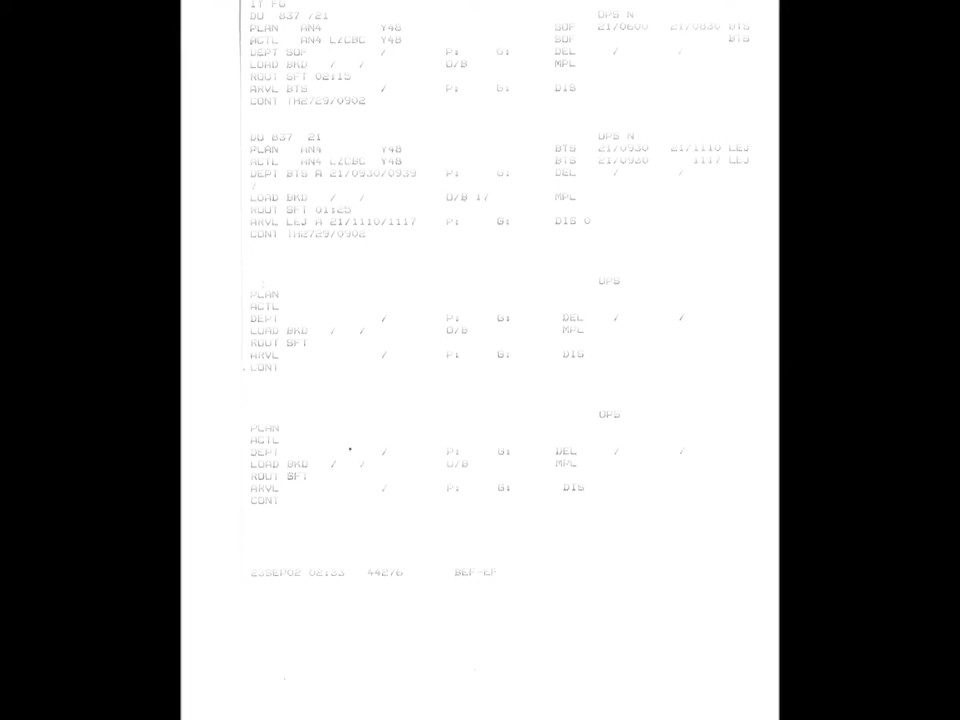 IT FG
DU 837 /21 OPS N
PLAN AN4 Y48 SOF 21/0600 21/0830 BTS
ACTL AN4 LZCBC Y48 SOF BTS
DEPT SOF / P: G: DEL / /
LOAD BKD / / O/B MPL
ROUT SFT 02:15
ARVL BTS / P: G: DIS
CONT TH2729/0902
DU 837 21 OPS N
PLAN AN4 Y48 BTS 21/0930 21/1110 LEJ
ACTL AN4 LZCBC Y48 BTS 21/0930 1117 LEJ
DEPT BTS A 21/0930/0939 P: G: DEL / /
LOAD BKD / / O/B 17 MPL
ROUT SFT 01:25
ARVL LEJ A 21/1110/1117 P: G: DIS 0
CONT TH2729/0902
OPS
PLAN
ACTL
DEPT / P: G: DEL / /
LOAD BKD / / O/B MPL
ROUT SFT
ARVL / P: G: DIS
CONT
OPS
PLAN
ACTL
DEPT / P: G: DEL / /
LOAD BKD / / O/B MPL
ROUT SFT
ARVL / P: G: DIS
CONT
23SEP02 02:33 44276 BEF-EF